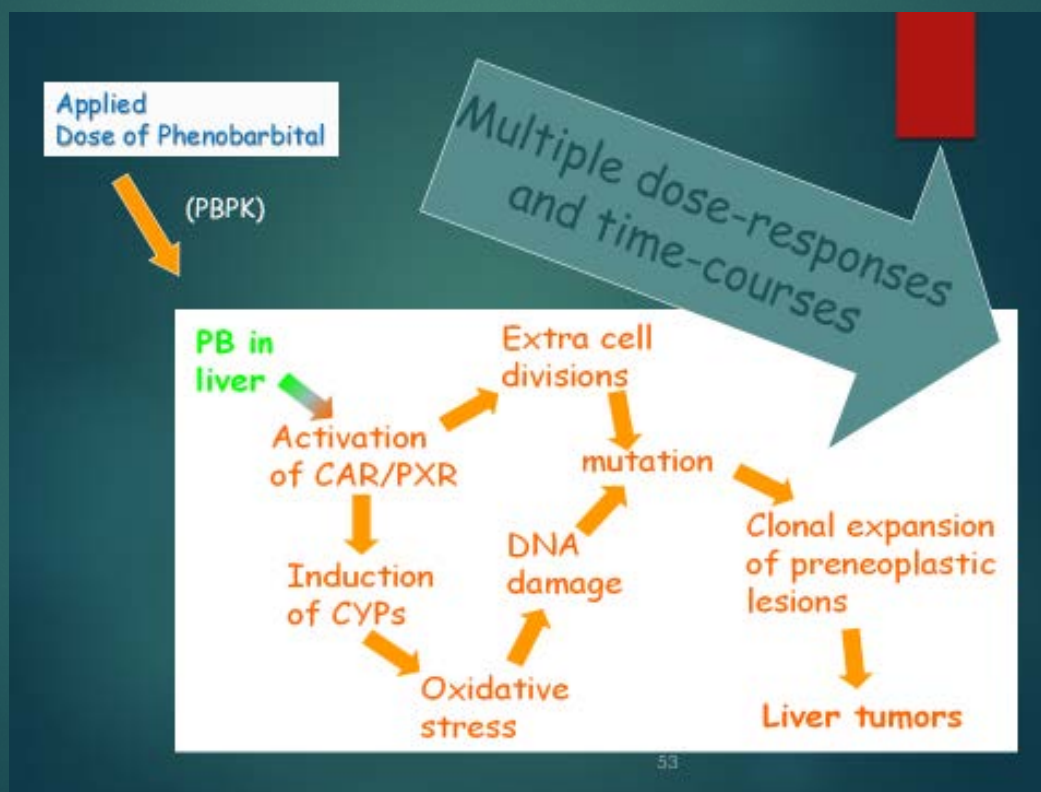 Applied
Dose of Phenobarbital
(PBPK)
Multiple dose-responses
and time-courses
PB in
liver
Extra cell
divisions
Activation
of CAR/PXR
mutation
DNA
damage
Clonal expansion
of preneoplastic
lesions
Induction
of CYPs
Oxidative
stress
Liver tumors
53